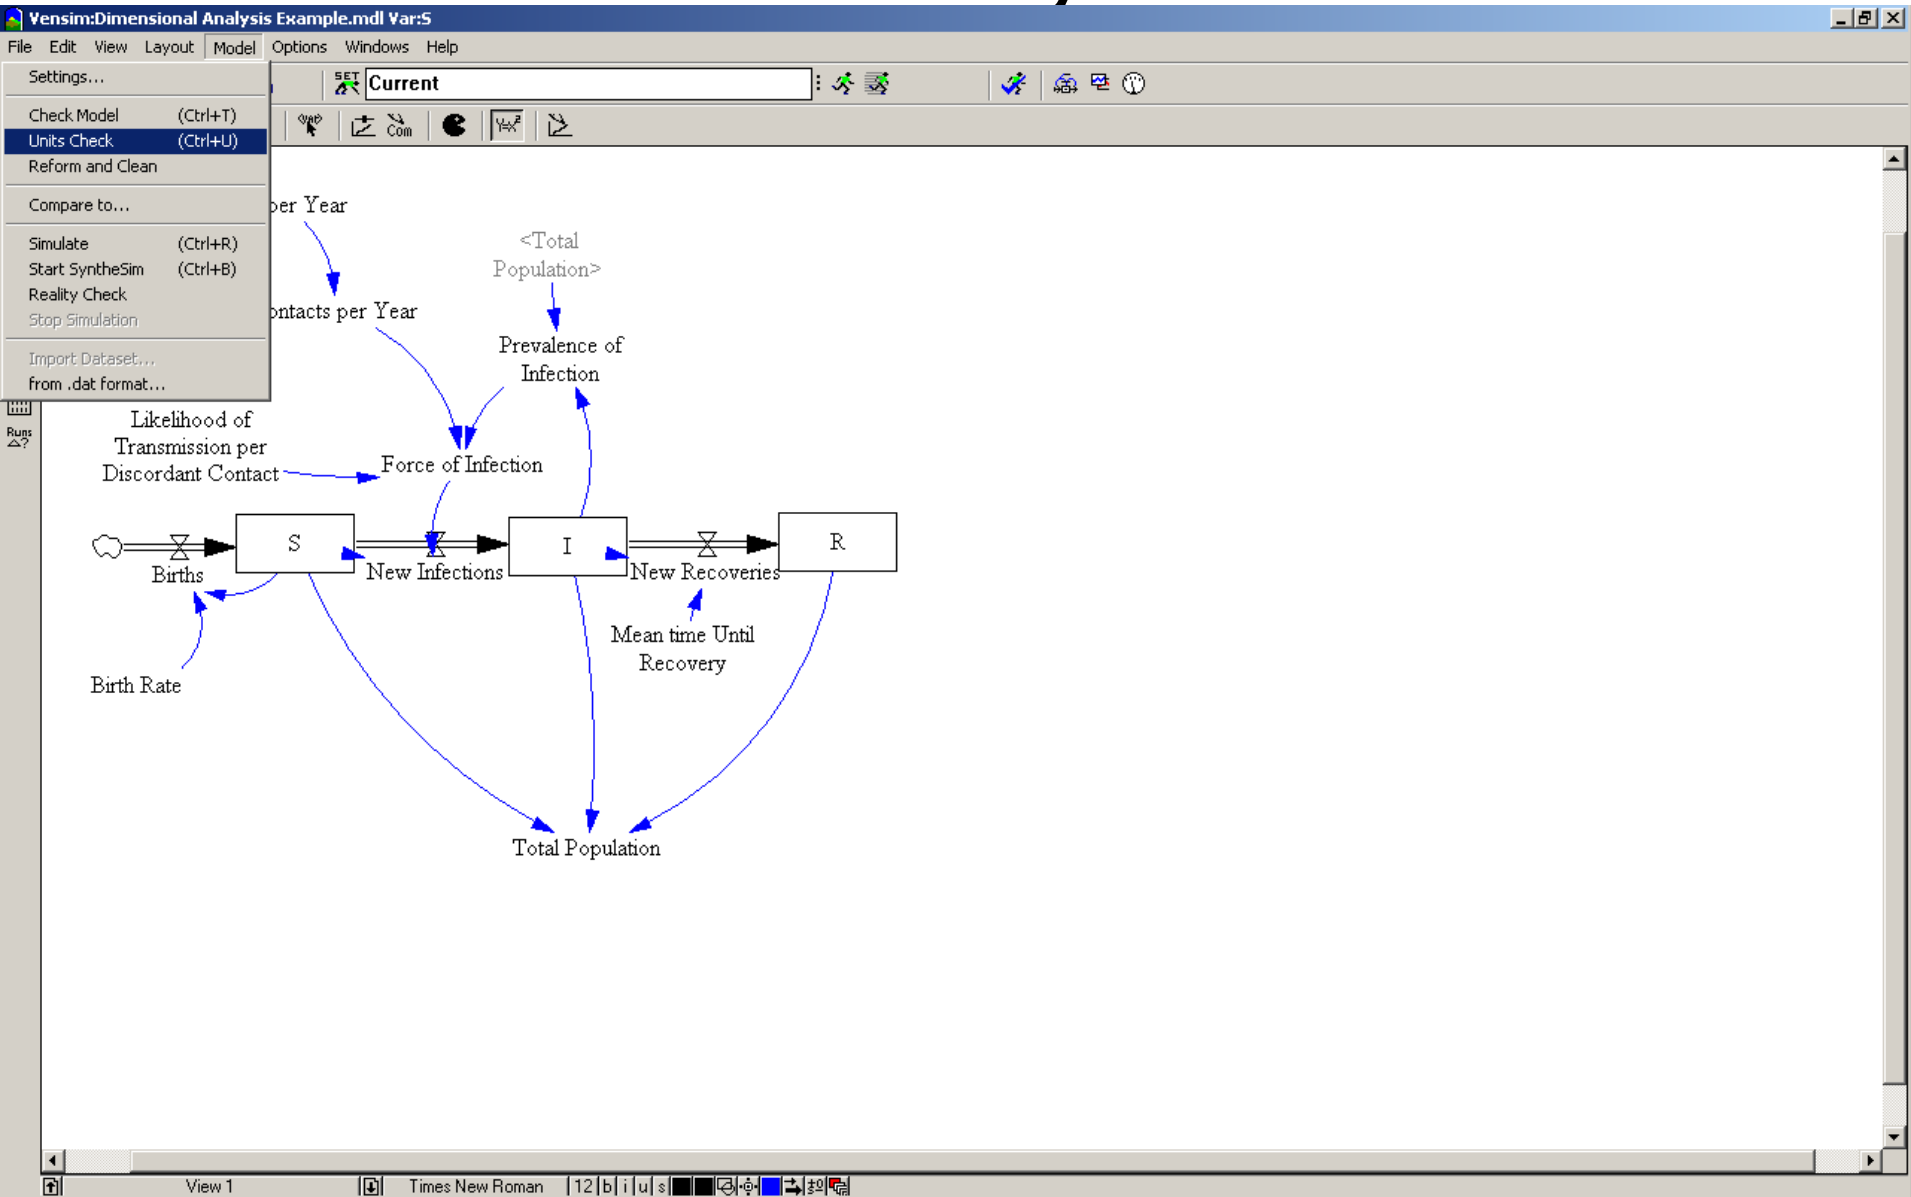 Vensim:Dimensional Analysis Example.mdl Var:S
File Edit View Layout Model Options Windows Help
Settings...
SET Current
Check Model (Ctrl+T)
Com Y=X²
Units Check (Ctrl+U)
Reform and Clean
Compare to...
Simulate (Ctrl+R)
Start SyntheSim (Ctrl+B)
Reality Check
Stop Simulation
Import Dataset...
from .dat format...
Runs
△?
per Year
<Total
Population>
ontacts per Year
Prevalence of
Infection
Likelihood of
Transmission per
Discordant Contact
Force of Infection
S
I
R
Births
New Infections
New Recoveries
Mean time Until
Recovery
Birth Rate
Total Population
View 1
Times New Roman 12 b i u s